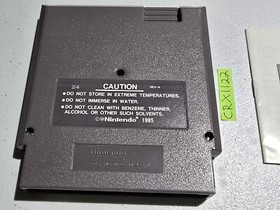 24 CAUTION REV-A
• DO NOT STORE IN EXTREME TEMPERATURES.
• DO NOT IMMERSE IN WATER.
• DO NOT CLEAN WITH BENZENE, THINNER,
ALCOHOL OR OTHER SUCH SOLVENTS.
©®Nintendo® 1985
CRX1122